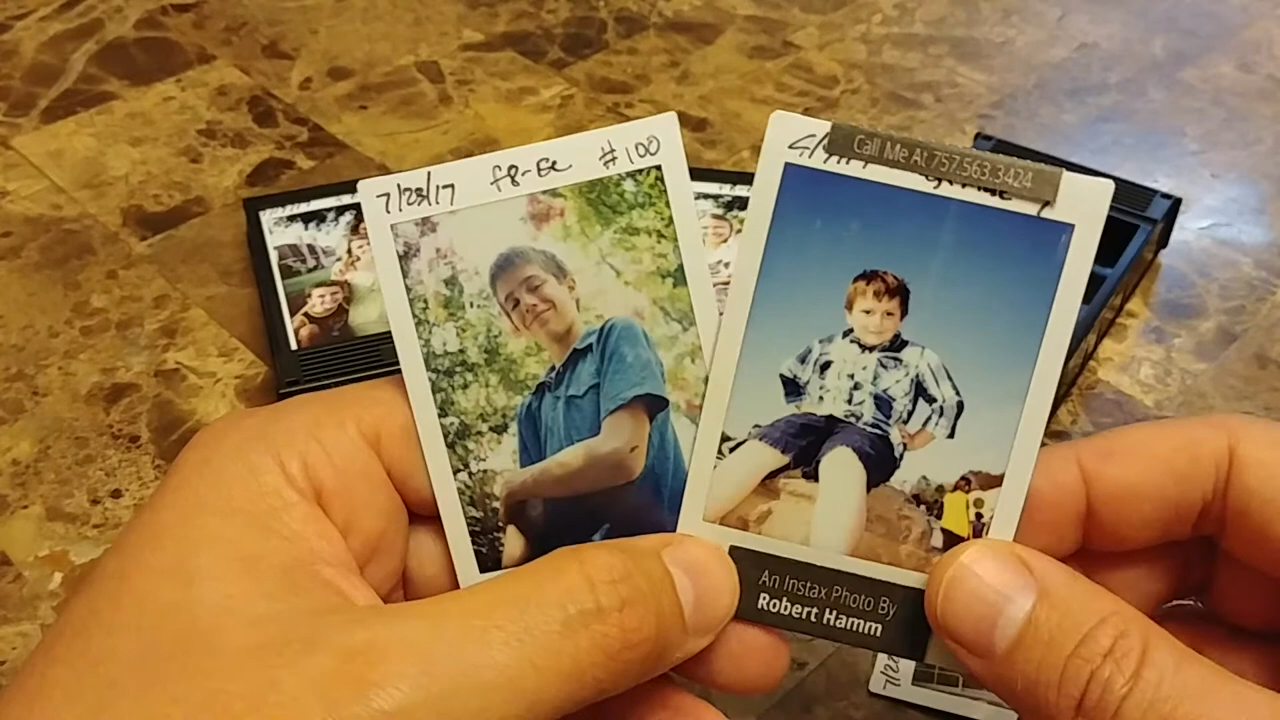 7/28/17 f8-EC #100
Call Me At 757.563.3424
An Instax Photo By
Robert Hamm